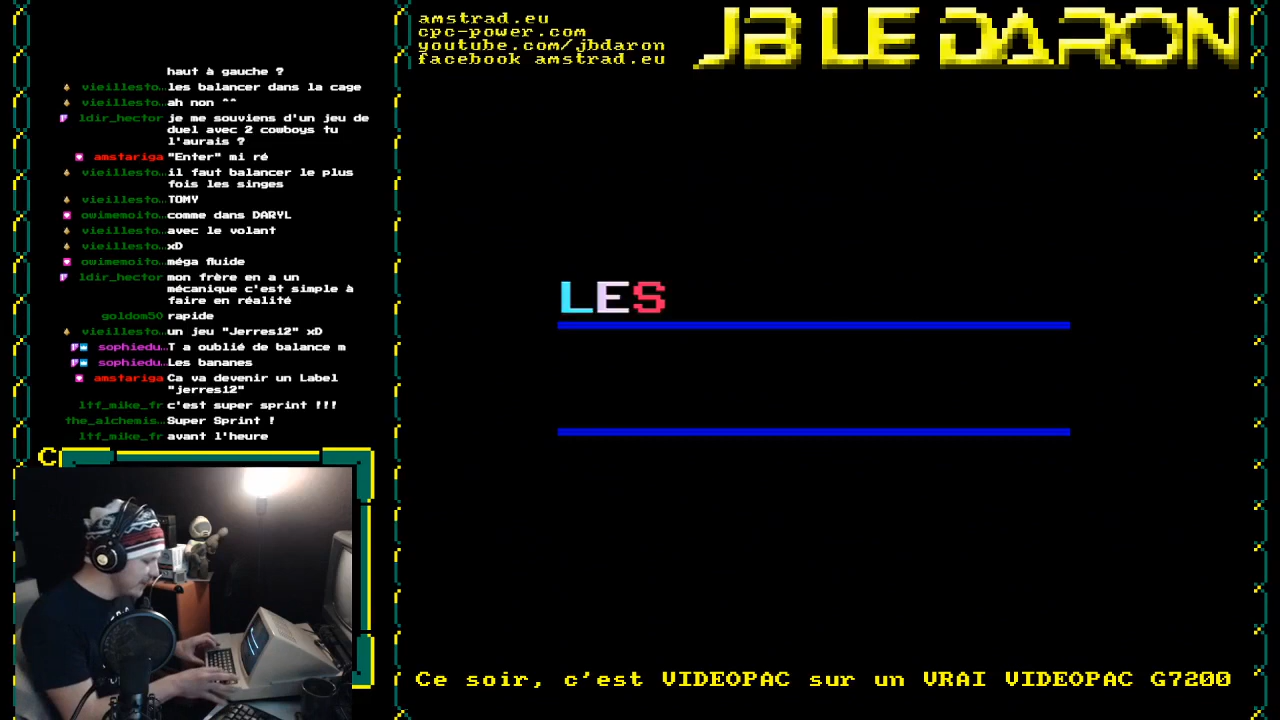 haut à gauche ?
vieillesto… les balancer dans la cage
vieillesto… ah non ^^
ldir_hector je me souviens d'un jeu de
duel avec 2 cowboys tu
l'aurais ?
amstariga "Enter" mi ré
vieillesto… il faut balancer le plus
fois les singes
vieillesto… TOMY
owimemoito… comme dans DARYL
vieillesto… avec le volant
vieillesto… xD
owimemoito… méga fluide
ldir_hector mon frère en a un
mécanique c'est simple à
faire en réalité
goldom50 rapide
vieillesto… un jeu "Jerres12" xD
sophiedu… T a oublié de balance m
sophiedu… Les bananes
amstariga Ca va devenir un Label
"jerres12"
ltf_mike_fr c'est super sprint !!!
the_alchemis… Super Sprint !
ltf_mike_fr avant l'heure
C
amstrad.eu
cpc-power.com
youtube.com/jbdaron
facebook amstrad.eu
JB LE DARON
LES
Ce soir, c'est VIDEOPAC sur un VRAI VIDEOPAC G7200